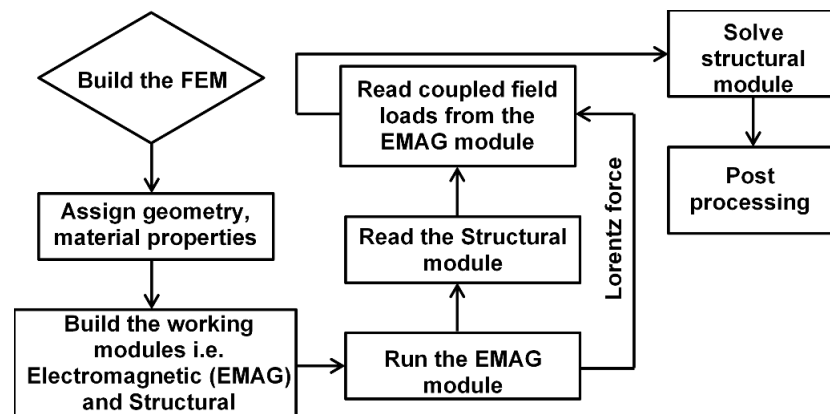 Build the FEM
Assign geometry,
material properties
Build the working
modules i.e.
Electromagnetic (EMAG)
and Structural
Run the EMAG
module
Read the Structural
module
Read coupled field
loads from the
EMAG module
Lorentz force
Solve
structural
module
Post
processing